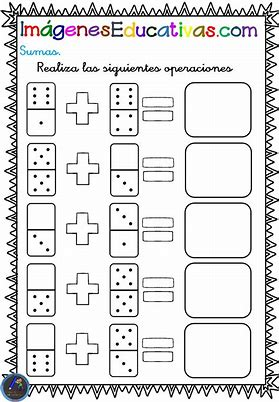 ImágenesEducativas.com
Sumas.
Realiza las siguientes operaciones